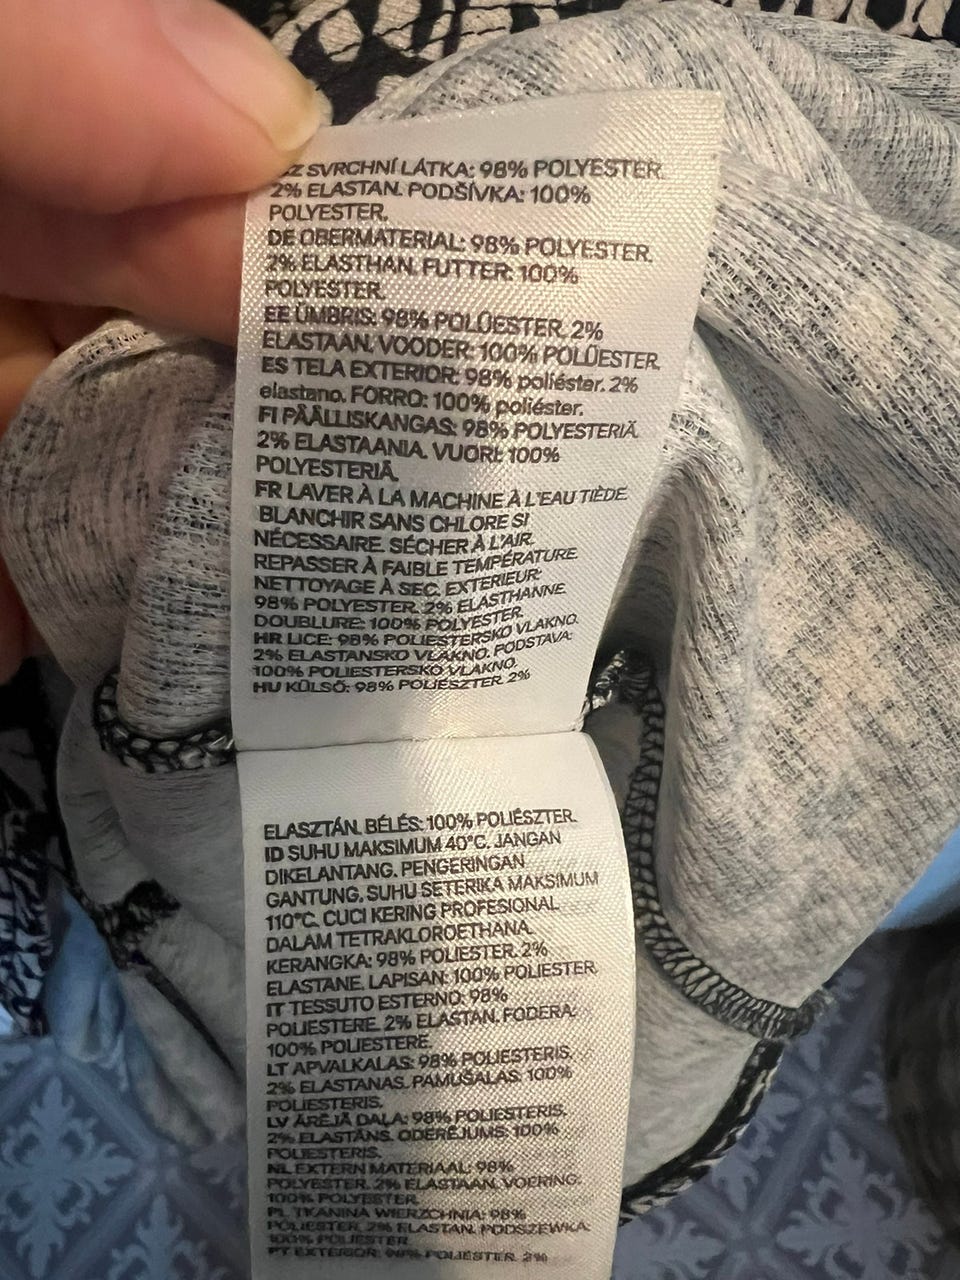 CZ SVRCHNÍ LÁTKA: 98% POLYESTER.
2% ELASTAN. PODŠÍVKA: 100%
POLYESTER.
DE OBERMATERIAL: 98% POLYESTER.
2% ELASTHAN. FUTTER: 100%
POLYESTER.
EE ÜMBRIS: 98% POLÜESTER. 2%
ELASTAAN. VOODER: 100% POLÜESTER.
ES TELA EXTERIOR: 98% poliéster. 2%
elastano. FORRO: 100% poliéster.
FI PÄÄLLISKANGAS: 98% POLYESTERIÄ.
2% ELASTAANIA. VUORI: 100%
POLYESTERIÄ.
FR LAVER À LA MACHINE À L'EAU TIÈDE.
BLANCHIR SANS CHLORE SI
NÉCESSAIRE. SÉCHER À L'AIR.
REPASSER À FAIBLE TEMPÉRATURE.
NETTOYAGE À SEC. EXTERIEUR:
98% POLYESTER. 2% ELASTHANNE.
DOUBLURE: 100% POLYESTER.
HR LICE: 98% POLIESTERSKO VLAKNO.
2% ELASTANSKO VLAKNO. PODSTAVA:
100% POLIESTERSKO VLAKNO.
HU KÜLSŐ: 98% POLIÉSZTER. 2%
ELASZTÁN. BÉLÉS: 100% POLIÉSZTER.
ID SUHU MAKSIMUM 40°C. JANGAN
DIKELANTANG. PENGERINGAN
GANTUNG. SUHU SETERIKA MAKSIMUM
110°C. CUCI KERING PROFESIONAL
DALAM TETRAKLOROETHANA.
KERANGKA: 98% POLIESTER. 2%
ELASTANE. LAPISAN: 100% POLIESTER.
IT TESSUTO ESTERNO: 98%
POLIESTERE. 2% ELASTAN. FODERA:
100% POLIESTERE.
LT APVALKALAS: 98% POLIESTERIS.
2% ELASTANAS. PAMUŠALAS: 100%
POLIESTERIS.
LV ĀRĒJĀ DAĻA: 98% POLIESTERIS.
2% ELASTĀNS. ODERĒJUMS: 100%
POLIESTERIS.
NL EXTERN MATERIAAL: 98%
POLYESTER. 2% ELASTAAN. VOERING:
100% POLYESTER.
PL TKANINA WIERZCHNIA: 98%
POLIESTER. 2% ELASTAN. PODSZEWKA:
100% POLIESTER.
PT EXTERIOR: 98% POLIÉSTER. 2%